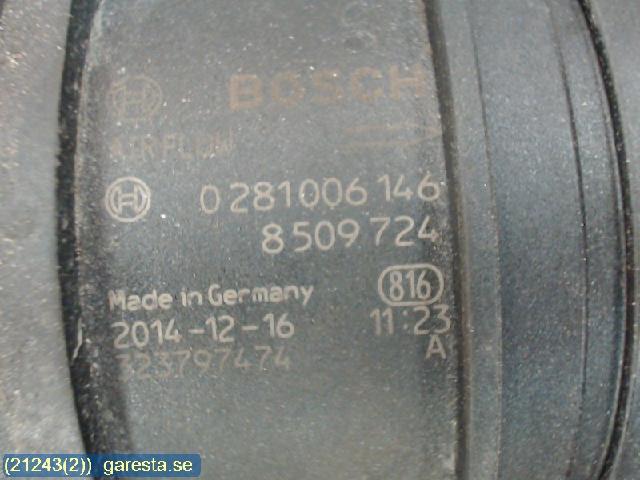 BOSCH
AIRFLOW
0 281 006 146
8 509 724
Made in Germany 816
2014-12-16 11:23
323797474 A
(21243(2)) garesta.se